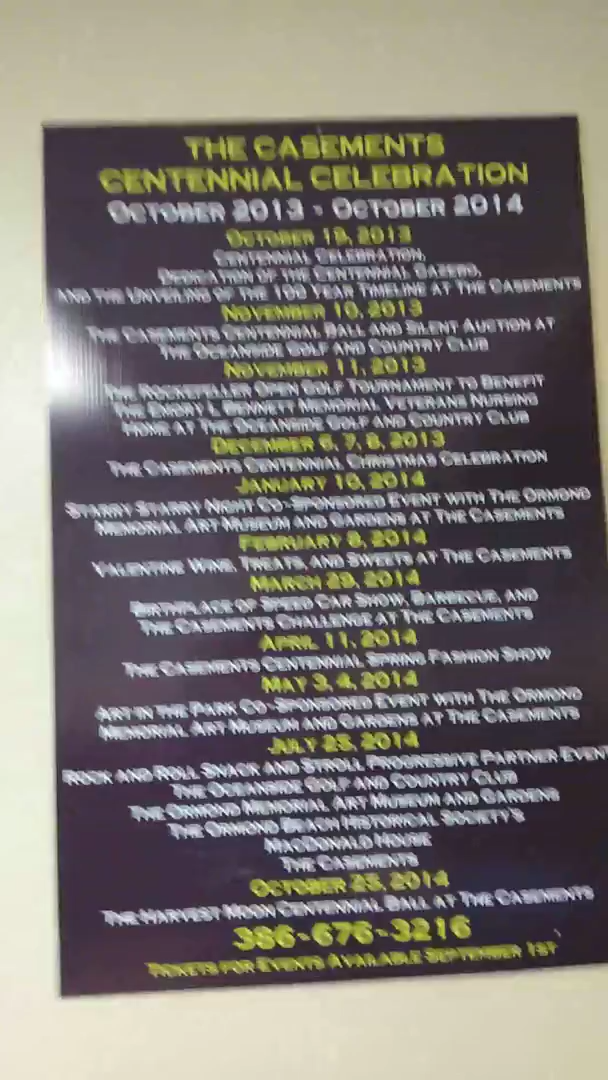 THE CASEMENTS
CENTENNIAL CELEBRATION
OCTOBER 2013 - OCTOBER 2014
OCTOBER 19, 2013
CENTENNIAL CELEBRATION,
DEDICATION OF THE CENTENNIAL GAZEBO,
AND THE UNVEILING OF THE 100 YEAR TIMELINE AT THE CASEMENTS
NOVEMBER 10, 2013
THE CASEMENTS CENTENNIAL BALL AND SILENT AUCTION AT
THE OCEANSIDE GOLF AND COUNTRY CLUB
NOVEMBER 11, 2013
THE ROCKEFELLER OPEN GOLF TOURNAMENT TO BENEFIT
THE EMORY L BENNETT MEMORIAL VETERANS NURSING
HOME AT THE OCEANSIDE GOLF AND COUNTRY CLUB
DECEMBER 6, 7, 8, 2013
THE CASEMENTS CENTENNIAL CHRISTMAS CELEBRATION
JANUARY 10, 2014
STARRY STARRY NIGHT CO-SPONSORED EVENT WITH THE ORMOND
MEMORIAL ART MUSEUM AND GARDENS AT THE CASEMENTS
FEBRUARY 8, 2014
VALENTINE WINE, TREATS, AND SWEETS AT THE CASEMENTS
MARCH 29, 2014
BIRTHPLACE OF SPEED CAR SHOW, BARBECUE, AND
THE CASEMENTS CHALLENGE AT THE CASEMENTS
APRIL 11, 2014
THE CASEMENTS CENTENNIAL SPRING FASHION SHOW
MAY 3, 4, 2014
ART IN THE PARK CO-SPONSORED EVENT WITH THE ORMOND
MEMORIAL ART MUSEUM AND GARDENS AT THE CASEMENTS
JULY 25, 2014
ROCK AND ROLL SNACK AND STROLL PROGRESSIVE PARTNER EVEN
THE OCEANSIDE GOLF AND COUNTRY CLUB
THE ORMOND MEMORIAL ART MUSEUM AND GARDENS
THE ORMOND BEACH HISTORICAL SOCIETY'S
MACDONALD HOUSE
THE CASEMENTS
OCTOBER 25, 2014
THE HARVEST MOON CENTENNIAL BALL AT THE CASEMENTS
386-676-3216
TICKETS FOR EVENTS AVAILABLE SEPTEMBER 1ST